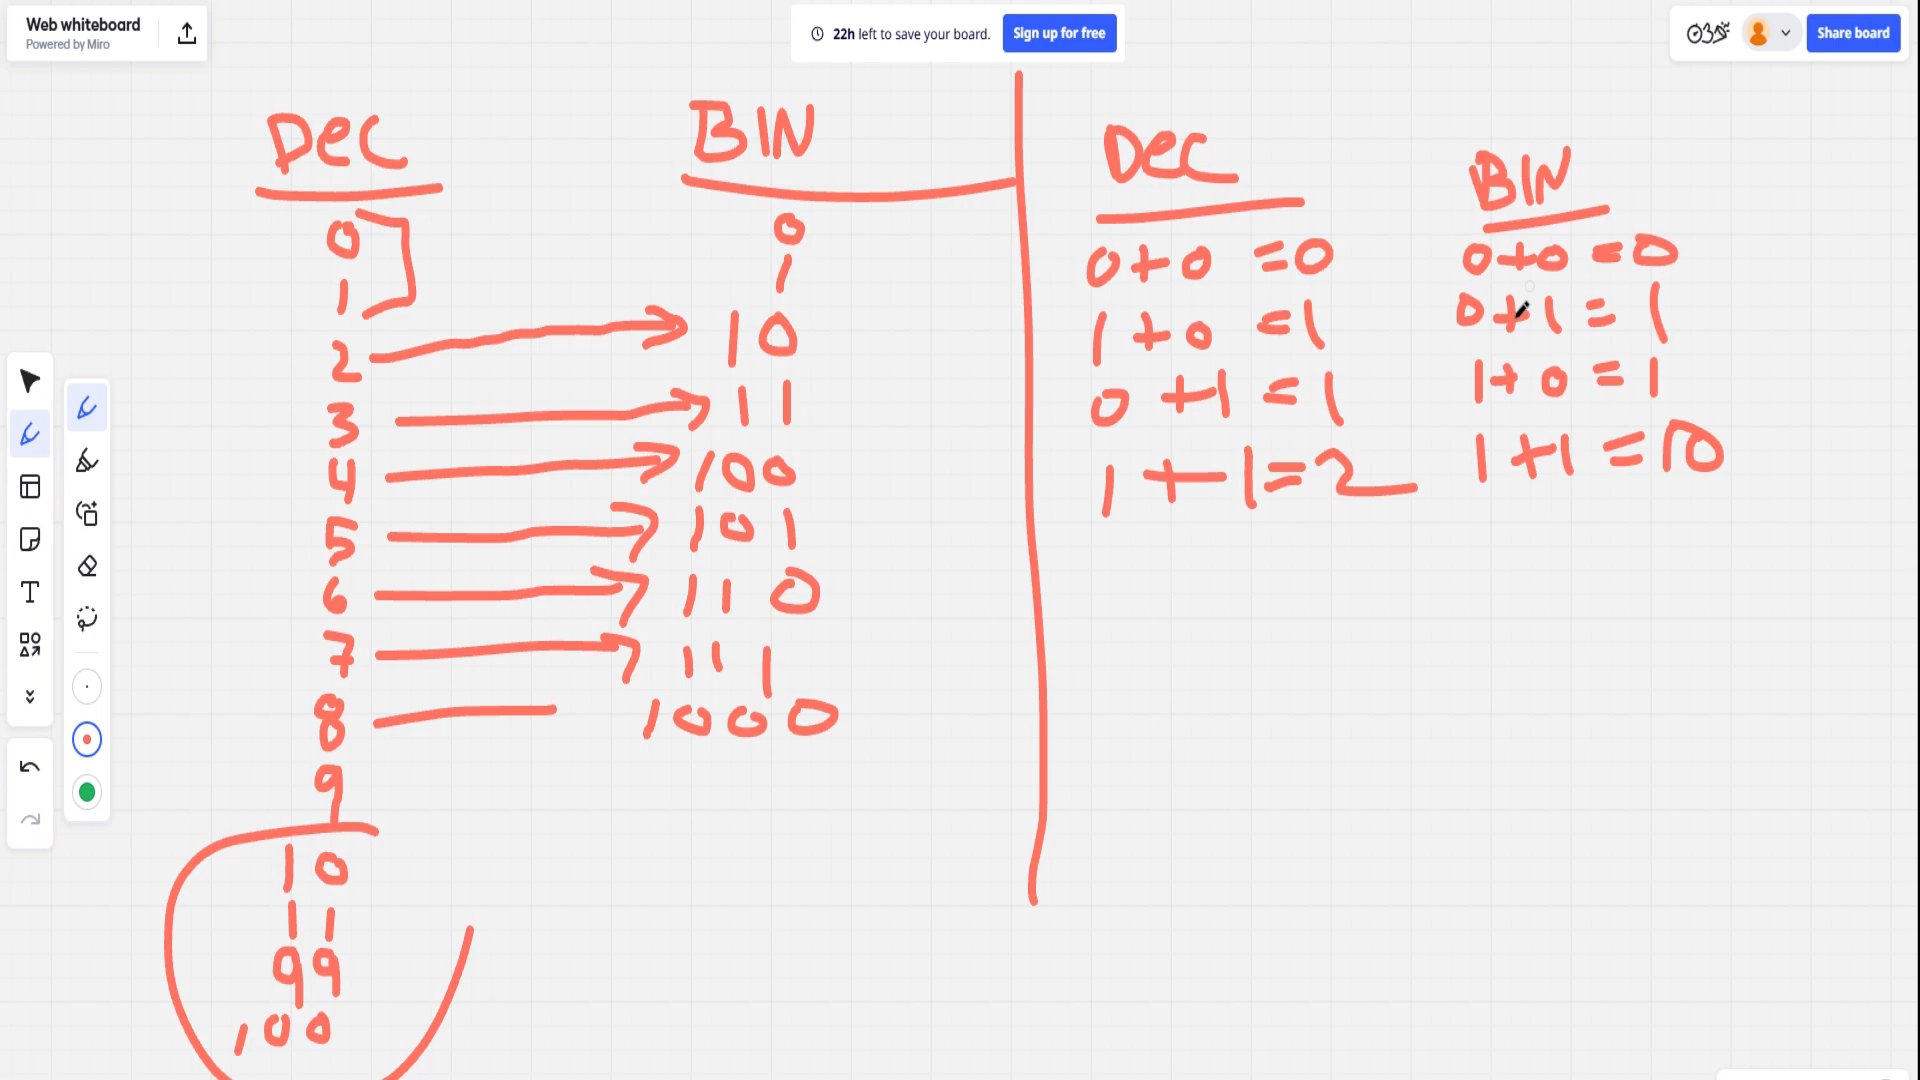 Web whiteboard
Powered by Miro
22h left to save your board.
Sign up for free
Share board
DEC BIN
0 0
1 1
2 10
3 11
4 100
5 101
6 110
7 111
8 1000
9
10
11
99
100
DEC BIN
0+0 =0 0+0 =0
1+0 =1 0+1 = 1
0+1 =1 1+0 = 1
1+1=2 1+1 =10